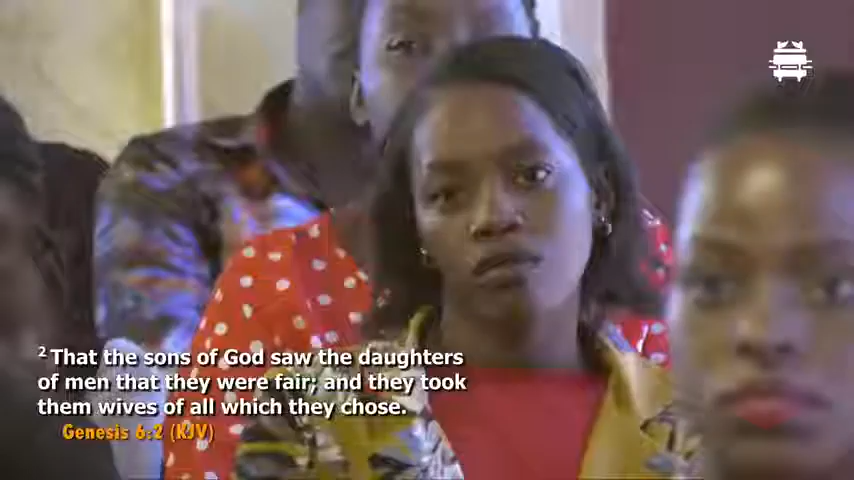 2 That the sons of God saw the daughters
of men that they were fair; and they took
them wives of all which they chose.
Genesis 6:2 (KJV)